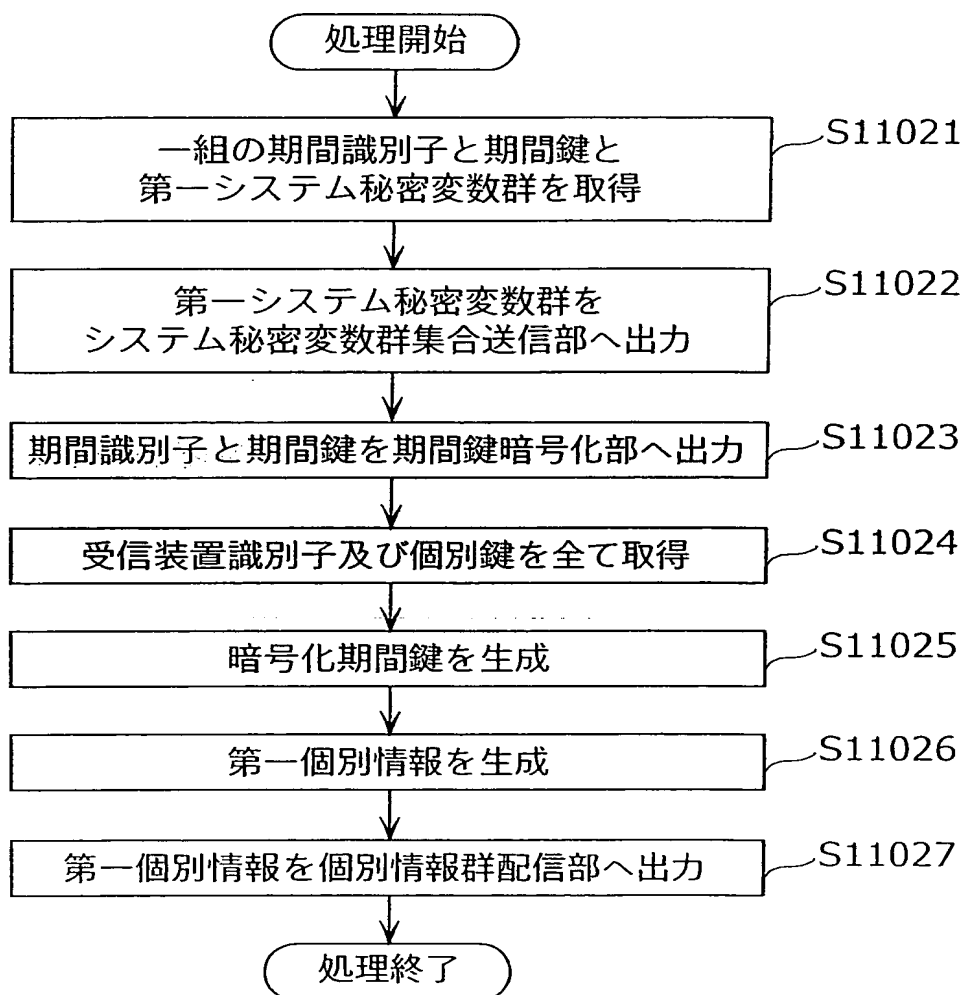 処理開始
一組の期間識別子と期間鍵と
第一システム秘密変数群を取得
S11021
第一システム秘密変数群を
システム秘密変数群集合送信部へ出力
S11022
期間識別子と期間鍵を期間鍵暗号化部へ出力
S11023
受信装置識別子及び個別鍵を全て取得
S11024
暗号化期間鍵を生成
S11025
第一個別情報を生成
S11026
第一個別情報を個別情報群配信部へ出力
S11027
処理終了